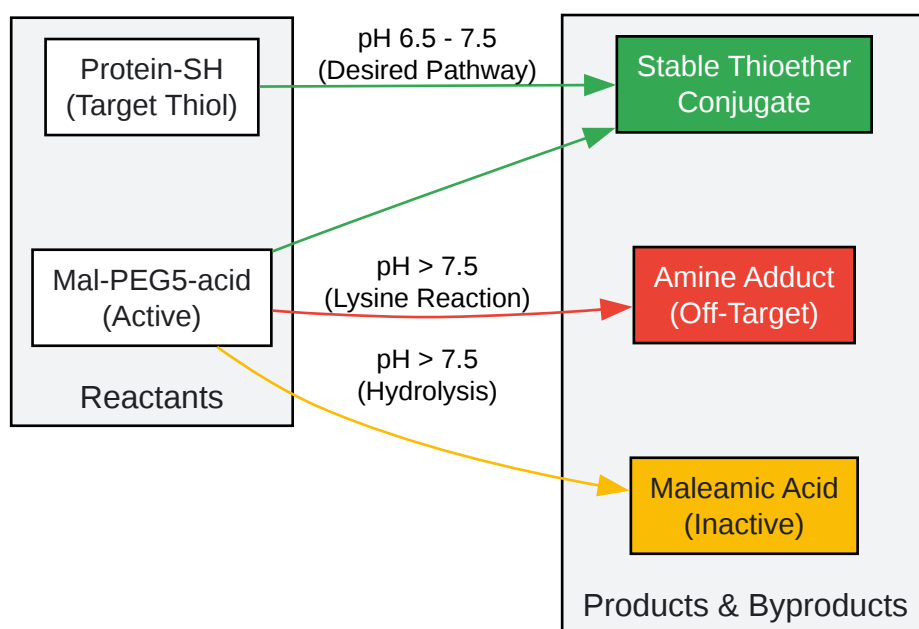 Protein-SH
(Target Thiol)
Mal-PEG5-acid
(Active)
Reactants
pH 6.5 - 7.5
(Desired Pathway)
pH > 7.5
(Lysine Reaction)
pH > 7.5
(Hydrolysis)
Stable Thioether
Conjugate
Amine Adduct
(Off-Target)
Maleamic Acid
(Inactive)
Products & Byproducts